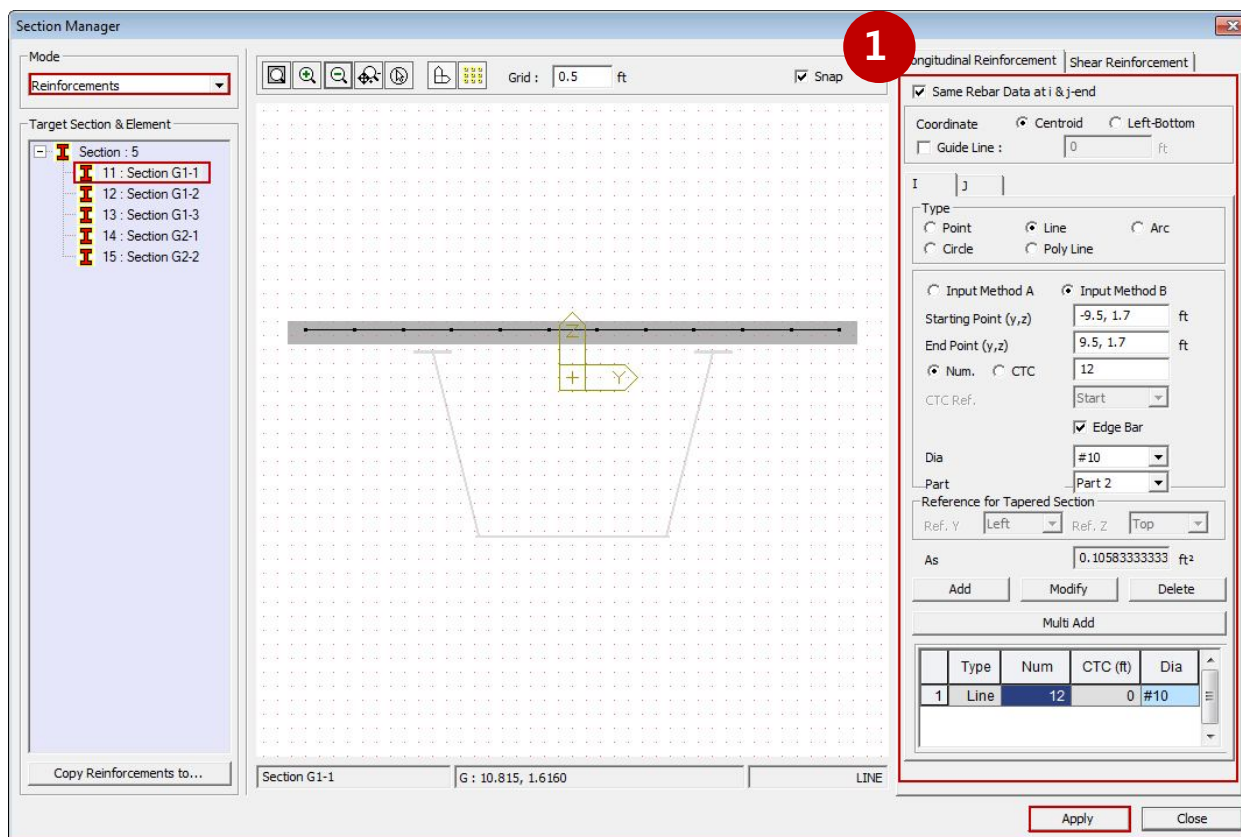 Section Manager
1
Mode
Reinforcements
Target Section & Element
Section : 5
11 : Section G1-1
12 : Section G1-2
13 : Section G1-3
14 : Section G2-1
15 : Section G2-2
Copy Reinforcements to...
Grid : 0.5 ft Snap
Z
Y
Section G1-1 G : 10.815, 1.6160 LINE
ongitudinal Reinforcement Shear Reinforcement
Same Rebar Data at i & j-end
Coordinate Centroid Left-Bottom
Guide Line : 0 ft
I J
Type
Point Line Arc
Circle Poly Line
Input Method A Input Method B
Starting Point (y,z) -9.5, 1.7 ft
End Point (y,z) 9.5, 1.7 ft
Num. CTC 12
CTC Ref. Start
Edge Bar
Dia #10
Part Part 2
Reference for Tapered Section
Ref. Y Left Ref. Z Top
As 0.10583333333 ft²
Add Modify Delete
Multi Add
Type Num CTC (ft) Dia
1 Line 12 0 #10
Apply Close